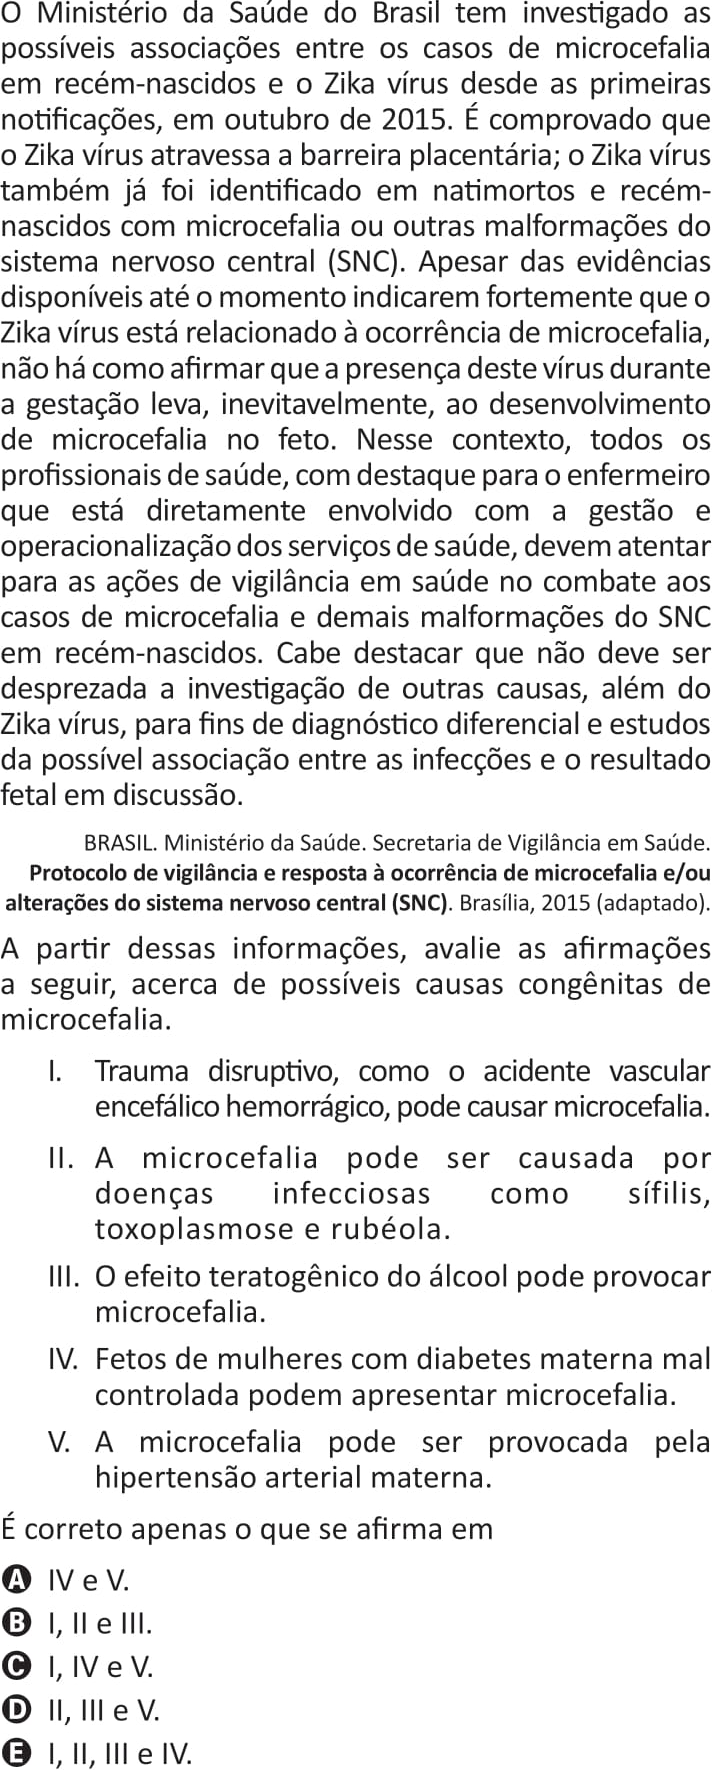 O Ministério da Saúde do Brasil tem investigado as
possíveis associações entre os casos de microcefalia
em recém-nascidos e o Zika vírus desde as primeiras
notificações, em outubro de 2015. É comprovado que
o Zika vírus atravessa a barreira placentária; o Zika vírus
também já foi identificado em natimortos e recém-
nascidos com microcefalia ou outras malformações do
sistema nervoso central (SNC). Apesar das evidências
disponíveis até o momento indicarem fortemente que o
Zika vírus está relacionado à ocorrência de microcefalia,
não há como afirmar que a presença deste vírus durante
a gestação leva, inevitavelmente, ao desenvolvimento
de microcefalia no feto. Nesse contexto, todos os
profissionais de saúde, com destaque para o enfermeiro
que está diretamente envolvido com a gestão e
operacionalização dos serviços de saúde, devem atentar
para as ações de vigilância em saúde no combate aos
casos de microcefalia e demais malformações do SNC
em recém-nascidos. Cabe destacar que não deve ser
desprezada a investigação de outras causas, além do
Zika vírus, para fins de diagnóstico diferencial e estudos
da possível associação entre as infecções e o resultado
fetal em discussão.
BRASIL. Ministério da Saúde. Secretaria de Vigilância em Saúde.
Protocolo de vigilância e resposta à ocorrência de microcefalia e/ou
alterações do sistema nervoso central (SNC). Brasília, 2015 (adaptado).
A partir dessas informações, avalie as afirmações
a seguir, acerca de possíveis causas congênitas de
microcefalia.
I. Trauma disruptivo, como o acidente vascular
encefálico hemorrágico, pode causar microcefalia.
II. A microcefalia pode ser causada por
doenças infecciosas como sífilis,
toxoplasmose e rubéola.
III. O efeito teratogênico do álcool pode provocar
microcefalia.
IV. Fetos de mulheres com diabetes materna mal
controlada podem apresentar microcefalia.
V. A microcefalia pode ser provocada pela
hipertensão arterial materna.
É correto apenas o que se afirma em
A IV e V.
B I, II e III.
C I, IV e V.
D II, III e V.
E I, II, III e IV.